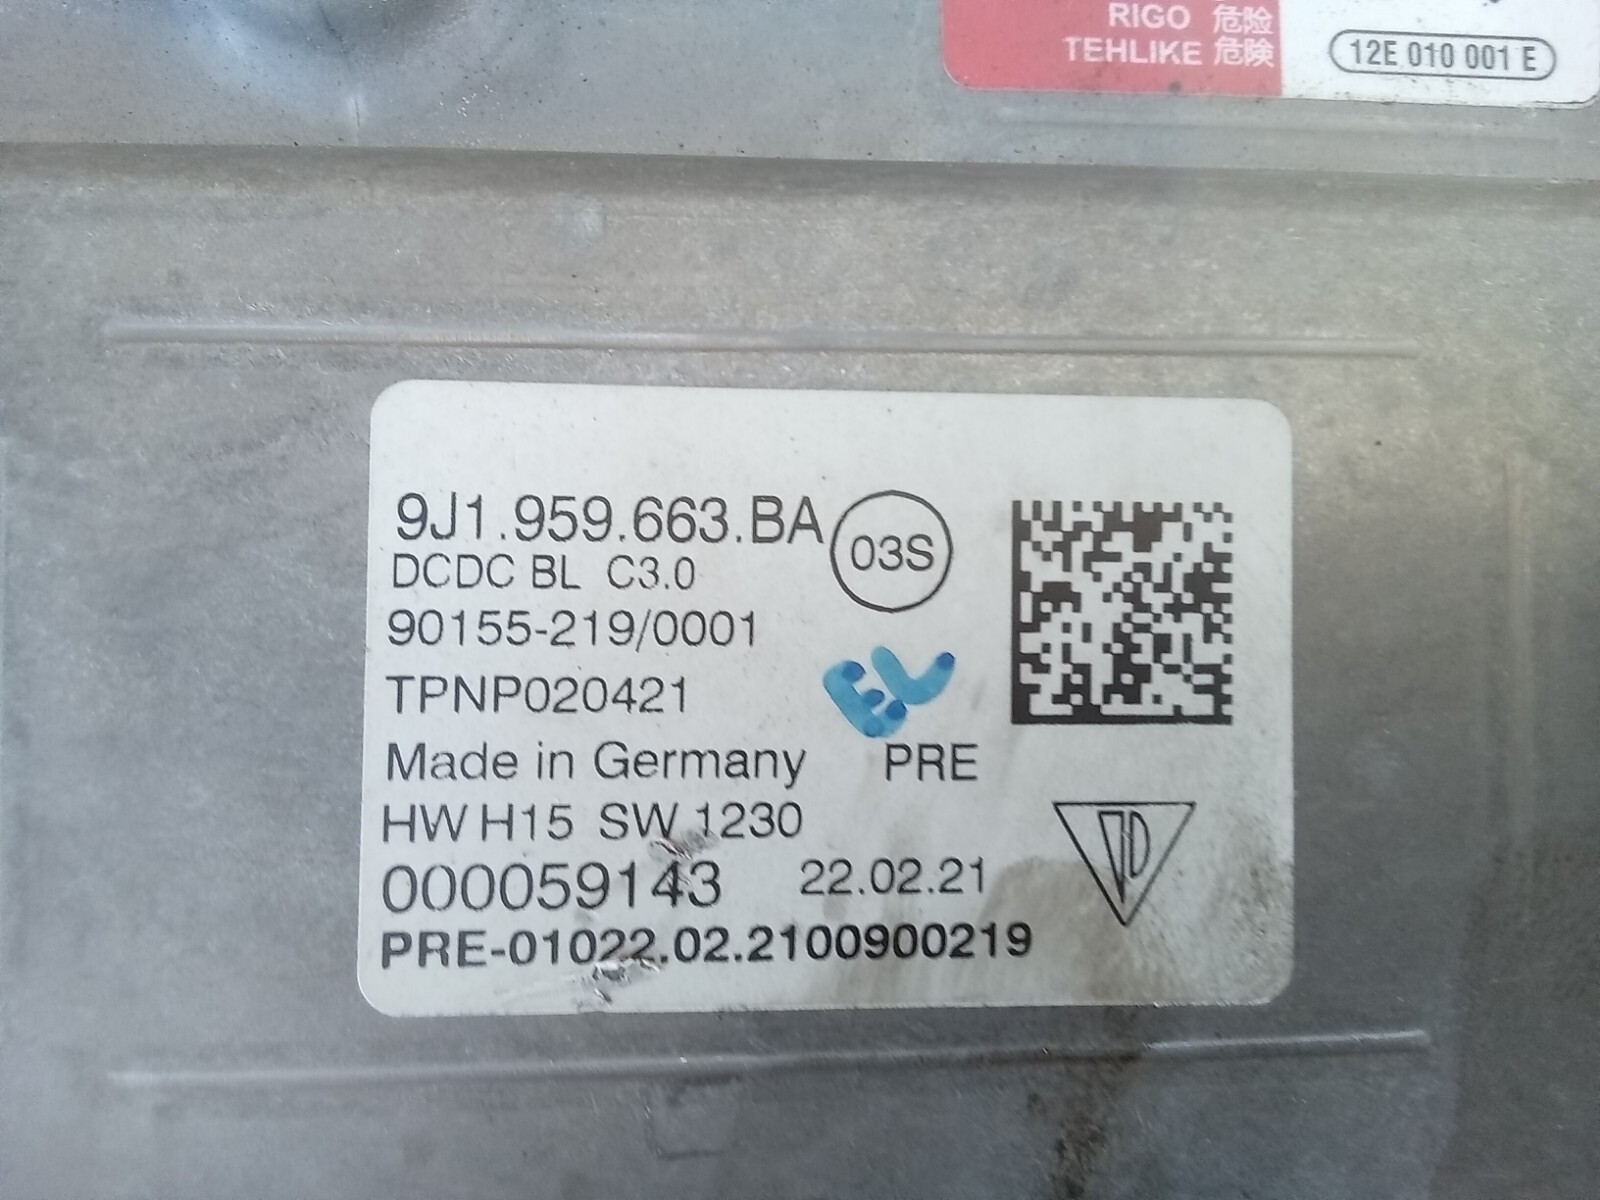 RIGO 危险
TEHLIKE 危険
12E 010 001 E
9J1.959.663.BA 03S
DCDC BL C3.0
90155-219/0001
TPNP020421
EL
Made in Germany PRE
HW H15 SW 1230
000059143 22.02.21
PRE-01022.02.2100900219